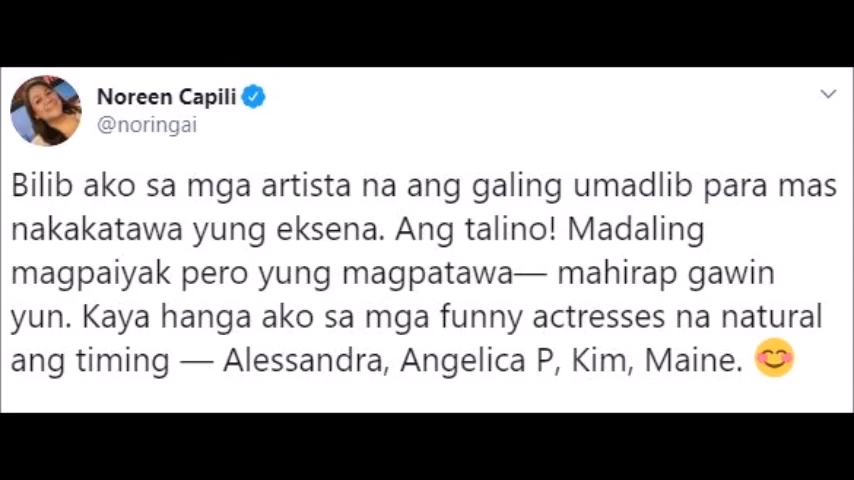 Noreen Capili
@noringai
Bilib ako sa mga artista na ang galing umadlib para mas
nakakatawa yung eksena. Ang talino! Madaling
magpaiyak pero yung magpatawa— mahirap gawin
yun. Kaya hanga ako sa mga funny actresses na natural
ang timing — Alessandra, Angelica P, Kim, Maine. 😊